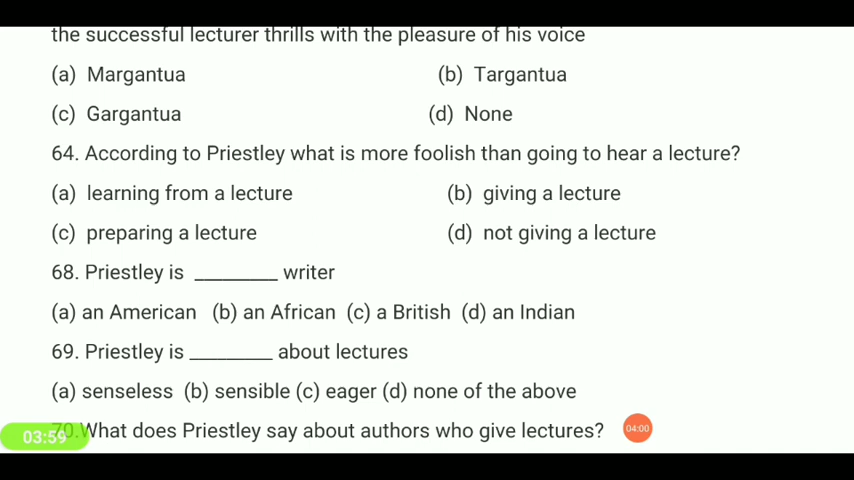 the successful lecturer thrills with the pleasure of his voice
(a) Margantua (b) Targantua
(c) Gargantua (d) None
64. According to Priestley what is more foolish than going to hear a lecture?
(a) learning from a lecture (b) giving a lecture
(c) preparing a lecture (d) not giving a lecture
68. Priestley is ________ writer
(a) an American (b) an African (c) a British (d) an Indian
69. Priestley is ________ about lectures
(a) senseless (b) sensible (c) eager (d) none of the above
70.What does Priestley say about authors who give lectures?
03:59
04:00